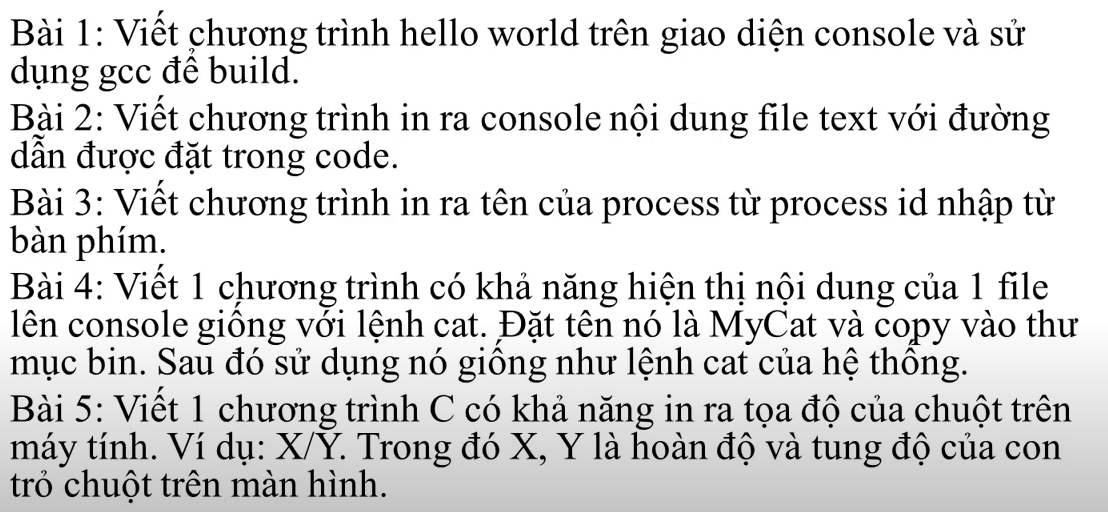 Bài 1: Viết chương trình hello world trên giao diện console và sử
dụng gcc để build.
Bài 2: Viết chương trình in ra console nội dung file text với đường
dẫn được đặt trong code.
Bài 3: Viết chương trình in ra tên của process từ process id nhập từ
bàn phím.
Bài 4: Viết 1 chương trình có khả năng hiện thị nội dung của 1 file
lên console giống với lệnh cat. Đặt tên nó là MyCat và copy vào thư
mục bin. Sau đó sử dụng nó giống như lệnh cat của hệ thống.
Bài 5: Viết 1 chương trình C có khả năng in ra tọa độ của chuột trên
máy tính. Ví dụ: X/Y. Trong đó X, Y là hoàn độ và tung độ của con
trỏ chuột trên màn hình.